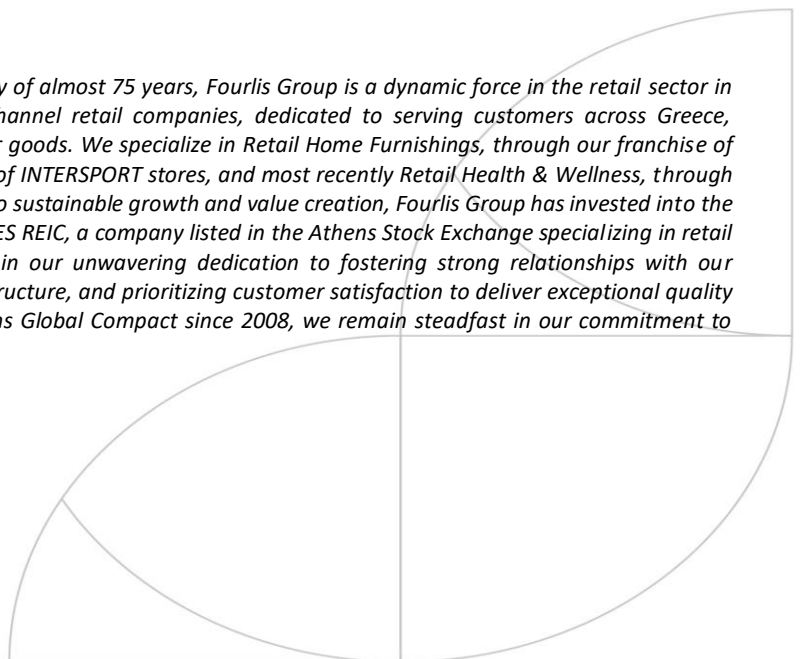 of almost 75 years, Fourlis Group is a dynamic force in the retail sector in
channel retail companies, dedicated to serving customers across Greece,
goods. We specialize in Retail Home Furnishings, through our franchise of
of INTERSPORT stores, and most recently Retail Health & Wellness, through
sustainable growth and value creation, Fourlis Group has invested into the
REIC, a company listed in the Athens Stock Exchange specializing in retail
in our unwavering dedication to fostering strong relationships with our
and prioritizing customer satisfaction to deliver exceptional quality
Global Compact since 2008, we remain steadfast in our commitment to